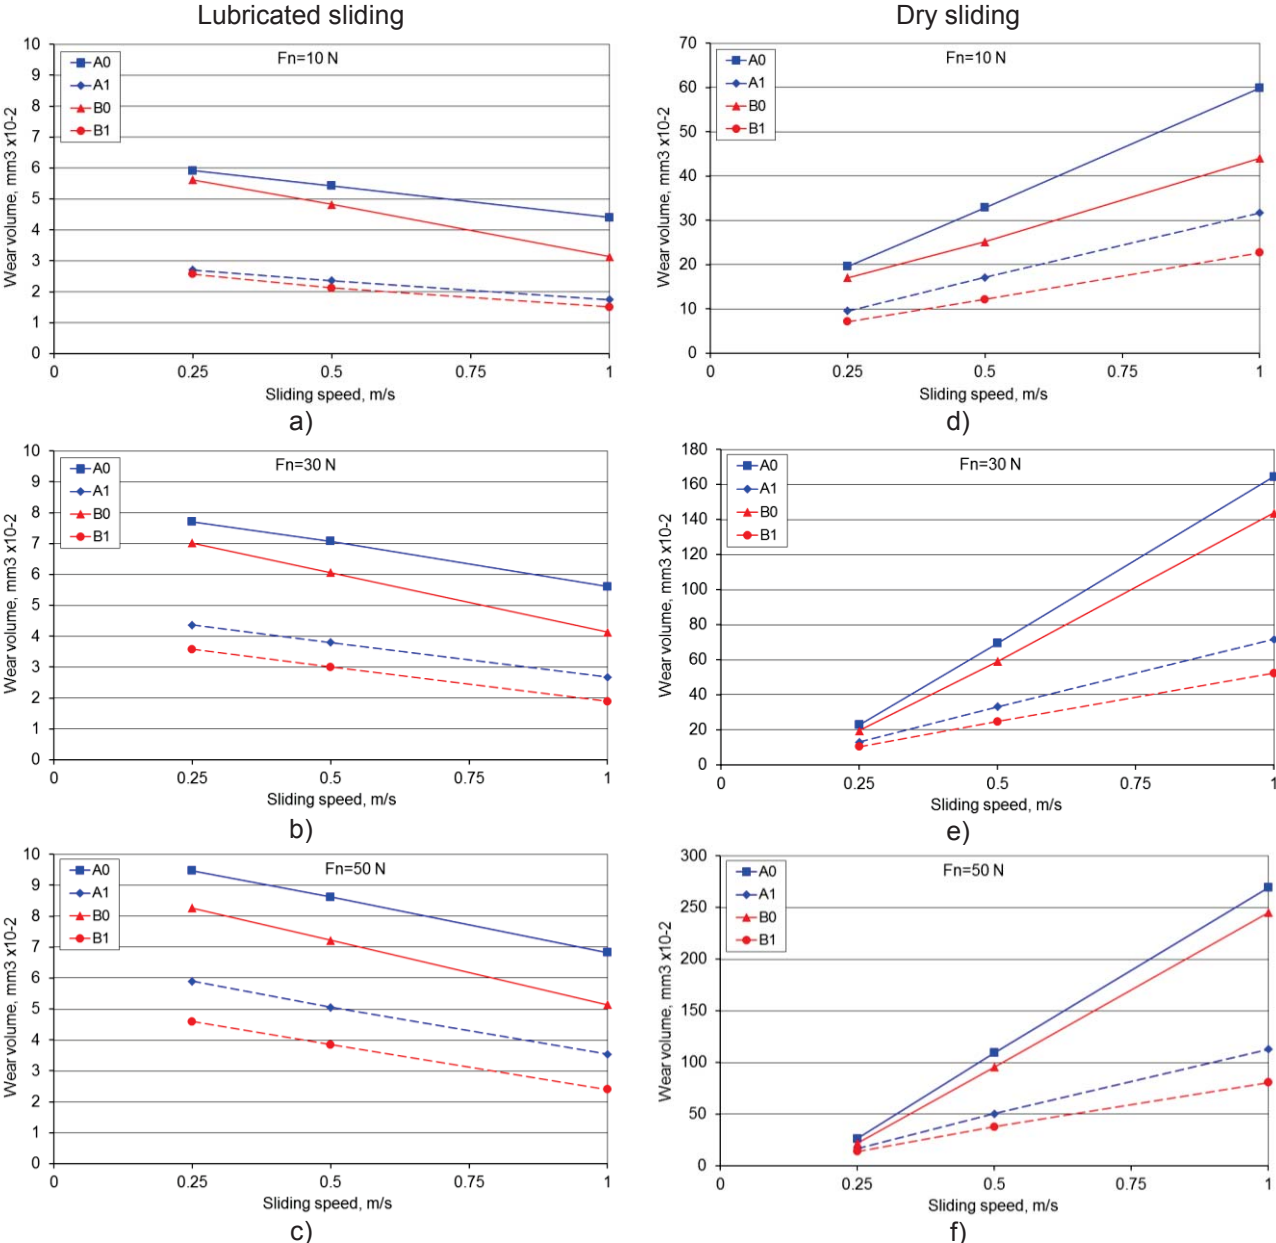 Lubricated sliding
Dry sliding
Fn=10 N
A0
A1
B0
B1
Wear volume, mm3 x10-2
10
9
8
7
6
5
4
3
2
1
0
0 0.25 0.5 0.75 1
Sliding speed, m/s
a)
Fn=10 N
A0
A1
B0
B1
Wear volume, mm3 x10-2
70
60
50
40
30
20
10
0
0 0.25 0.5 0.75 1
Sliding speed, m/s
d)
Fn=30 N
A0
A1
B0
B1
Wear volume, mm3 x10-2
10
9
8
7
6
5
4
3
2
1
0
0 0.25 0.5 0.75 1
Sliding speed, m/s
b)
Fn=30 N
A0
A1
B0
B1
Wear volume, mm3 x10-2
180
160
140
120
100
80
60
40
20
0
0 0.25 0.5 0.75 1
Sliding speed, m/s
e)
Fn=50 N
A0
A1
B0
B1
Wear volume, mm3 x10-2
10
9
8
7
6
5
4
3
2
1
0
0 0.25 0.5 0.75 1
Sliding speed, m/s
c)
Fn=50 N
A0
A1
B0
B1
Wear volume, mm3 x10-2
300
250
200
150
100
50
0
0 0.25 0.5 0.75 1
Sliding speed, m/s
f)